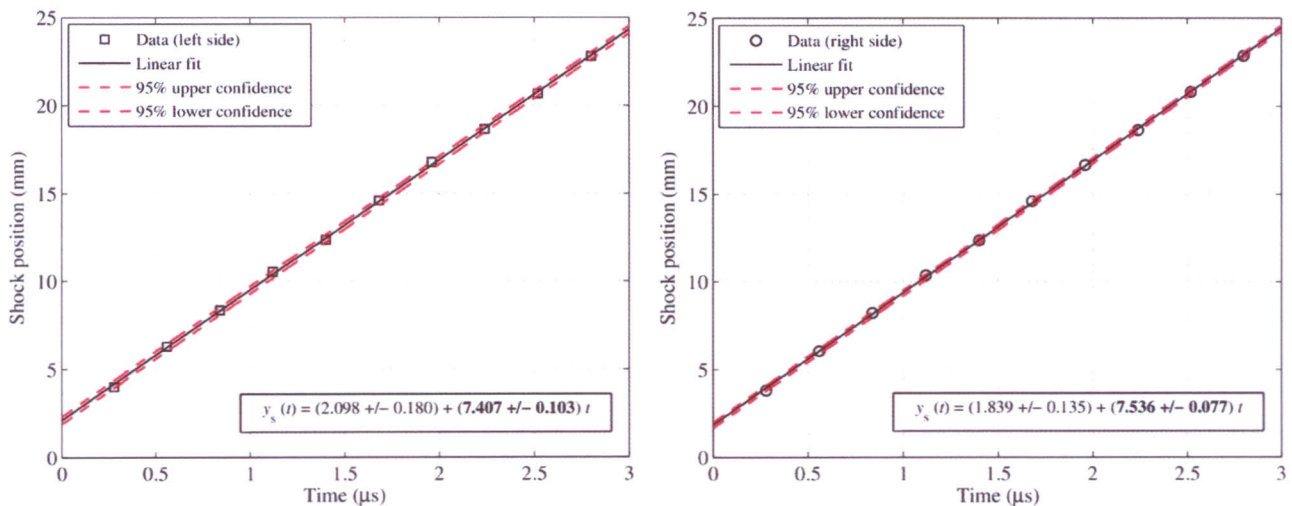 25
20
15
10
5
0
Shock position (mm)
Data (left side)
Linear fit
95% upper confidence
95% lower confidence
y_s (t) = (2.098 +/− 0.180) + (7.407 +/− 0.103) t
0 0.5 1 1.5 2 2.5 3
Time (μs)
25
20
15
10
5
0
Shock position (mm)
Data (right side)
Linear fit
95% upper confidence
95% lower confidence
y_s (t) = (1.839 +/− 0.135) + (7.536 +/− 0.077) t
0 0.5 1 1.5 2 2.5 3
Time (μs)